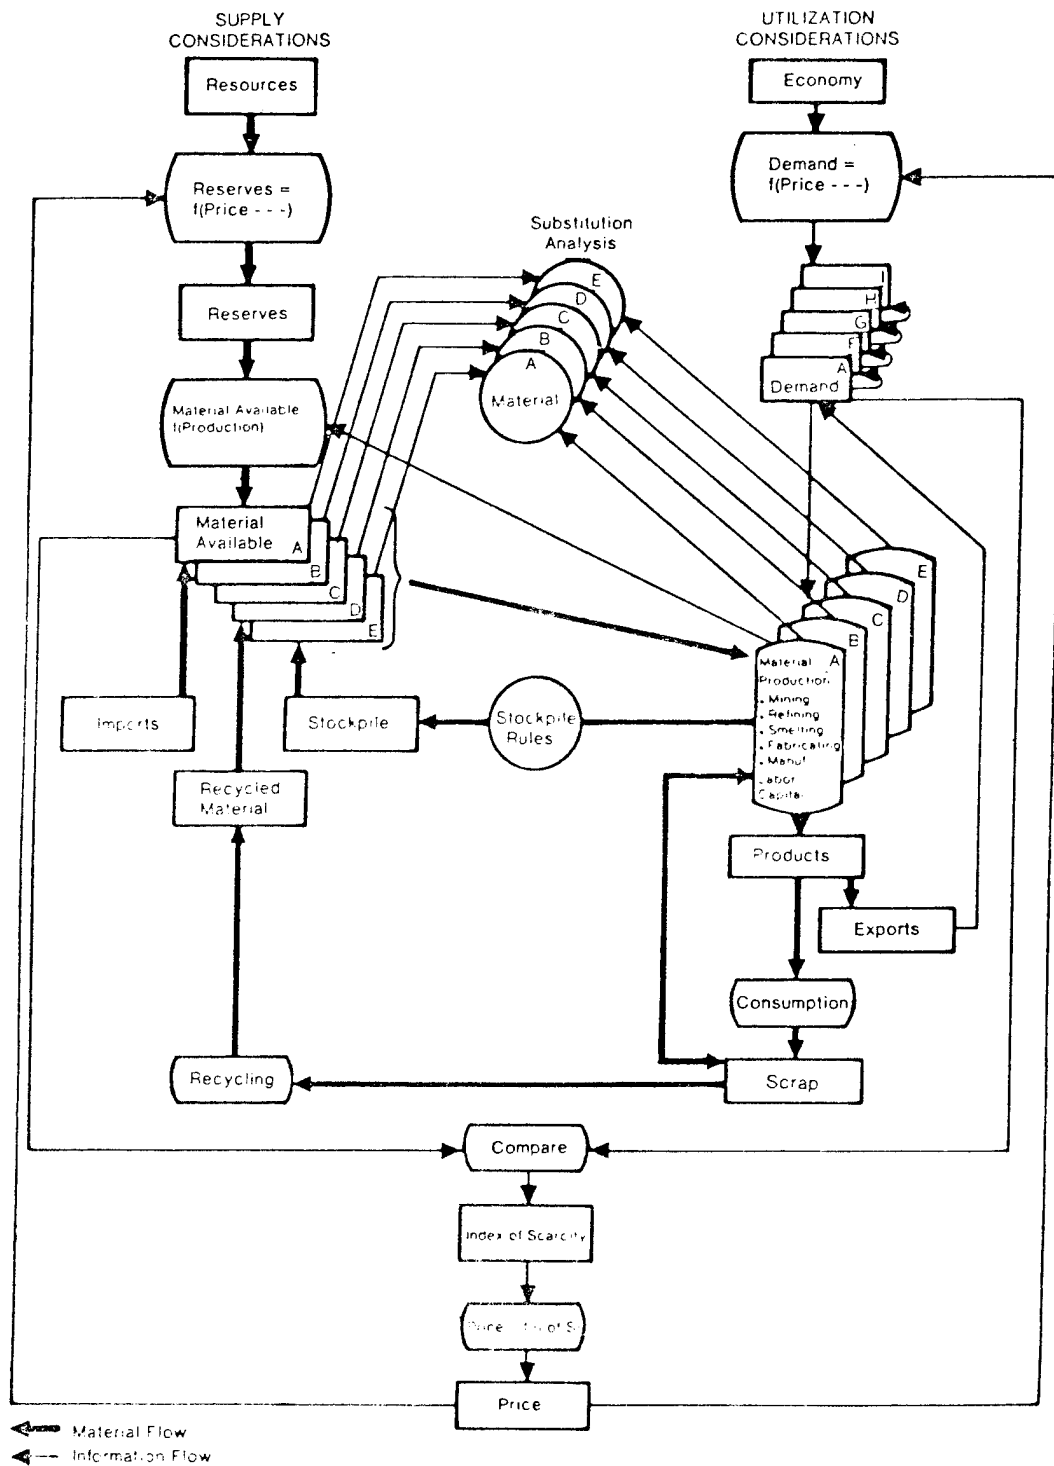 SUPPLY
CONSIDERATIONS
UTILIZATION
CONSIDERATIONS
Resources
Economy
Reserves =
f(Price - - -)
Demand =
f(Price - - -)
Substitution
Analysis
E
D
C
B
A
Material
I
H
G
F
A
Demand
Reserves
Material Available
f(Production)
Material
Available
A
B
C
D
E
E
D
C
B
A
Material
Production
• Mining
• Refining
• Smelting
• Fabricating
• Manuf
Labor
Capital
Imports
Stockpile
Stockpile
Rules
Recycled
Material
Products
Exports
Consumption
Recycling
Scrap
Compare
Index of Scarcity
Price
Price
Material Flow
Information Flow